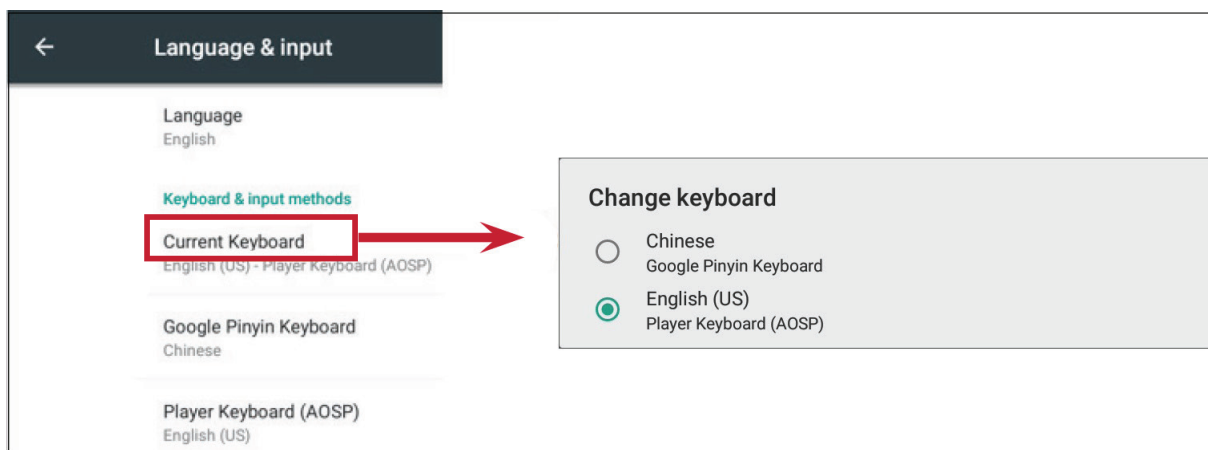 Language & input
Language
English
Keyboard & input methods
Current Keyboard
English (US) - Player Keyboard (AOSP)
Google Pinyin Keyboard
Chinese
Player Keyboard (AOSP)
English (US)
Change keyboard
Chinese
Google Pinyin Keyboard
English (US)
Player Keyboard (AOSP)